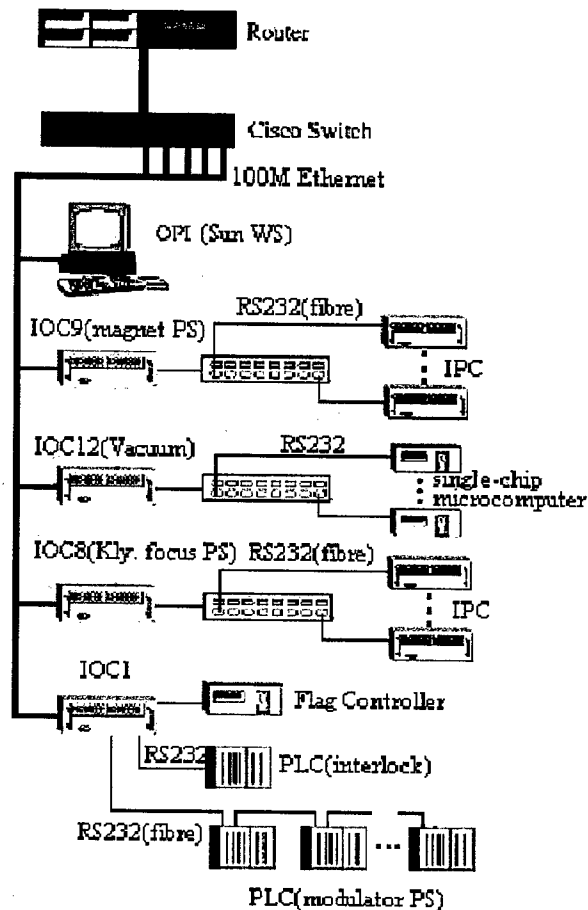 Router
Cisco Switch
100M Ethernet
OPI (Sun WS)
RS232(fibre)
IOC9(magnet PS)
IPC
IOC12(Vacuum)
RS232
single-chip
microcomputer
IOC8(Kly. focus PS) RS232(fibre)
IPC
IOC1
Flag Controller
RS232
PLC(interlock)
RS232(fibre)
PLC(modulator PS)